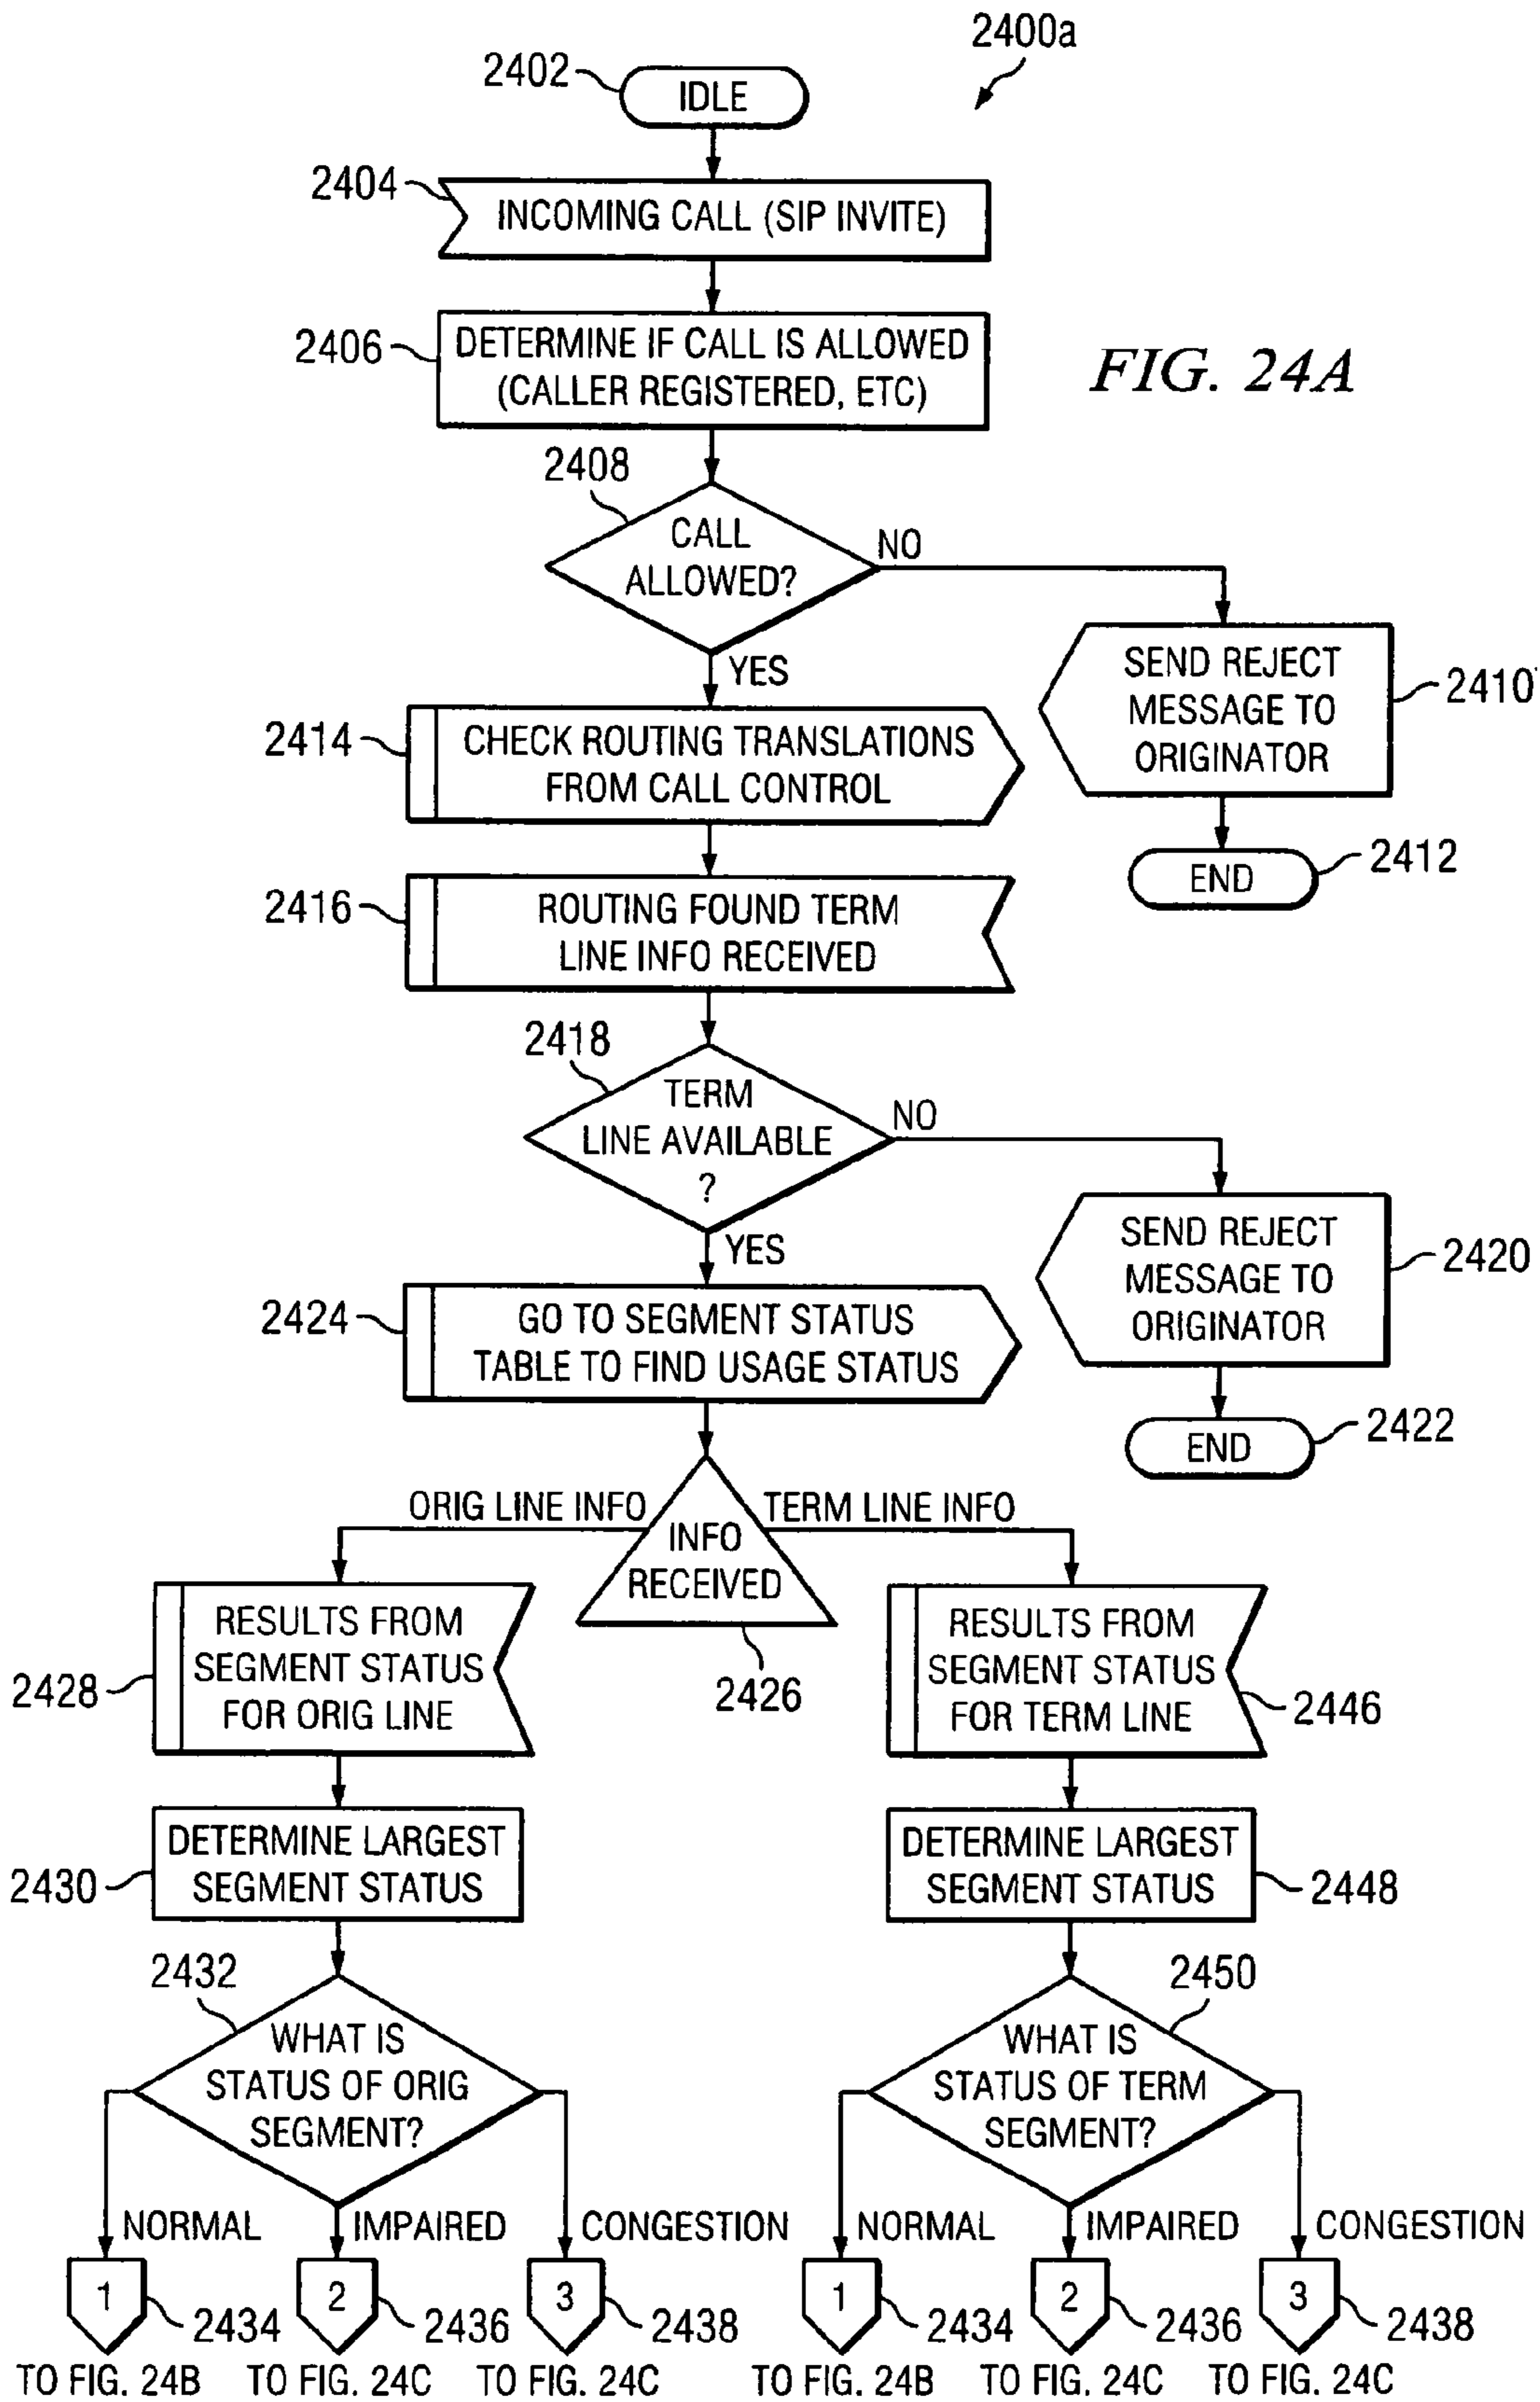 2400a
2402
IDLE
2404
INCOMING CALL (SIP INVITE)
2406
DETERMINE IF CALL IS ALLOWED
(CALLER REGISTERED, ETC)
FIG. 24A
2408
CALL
ALLOWED?
NO
YES
SEND REJECT
MESSAGE TO
ORIGINATOR
2410
2414
CHECK ROUTING TRANSLATIONS
FROM CALL CONTROL
END
2412
2416
ROUTING FOUND TERM
LINE INFO RECEIVED
2418
TERM
LINE AVAILABLE
?
NO
YES
SEND REJECT
MESSAGE TO
ORIGINATOR
2420
2424
GO TO SEGMENT STATUS
TABLE TO FIND USAGE STATUS
END
2422
ORIG LINE INFO
TERM LINE INFO
INFO
RECEIVED
2426
2428
RESULTS FROM
SEGMENT STATUS
FOR ORIG LINE
RESULTS FROM
SEGMENT STATUS
FOR TERM LINE
2446
2430
DETERMINE LARGEST
SEGMENT STATUS
DETERMINE LARGEST
SEGMENT STATUS
2448
2432
WHAT IS
STATUS OF ORIG
SEGMENT?
2450
WHAT IS
STATUS OF TERM
SEGMENT?
NORMAL
IMPAIRED
CONGESTION
NORMAL
IMPAIRED
CONGESTION
1
2434
2
2436
3
2438
1
2434
2
2436
3
2438
TO FIG. 24B
TO FIG. 24C
TO FIG. 24C
TO FIG. 24B
TO FIG. 24C
TO FIG. 24C